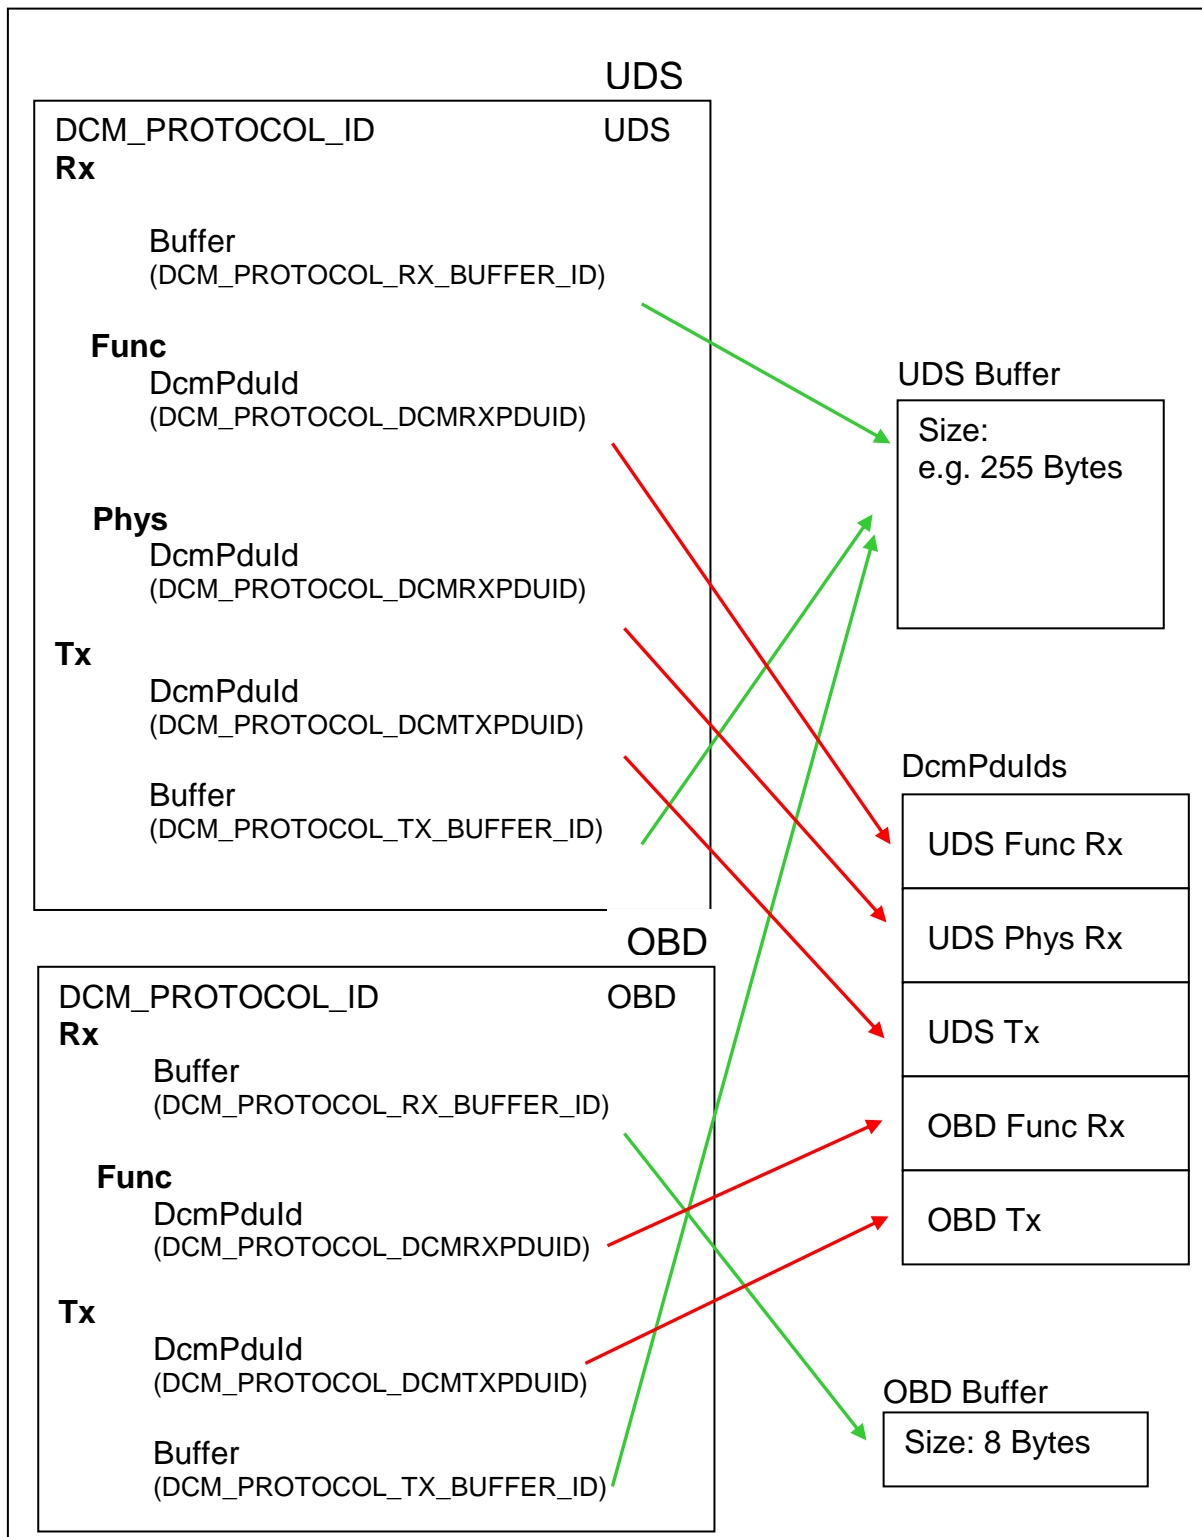 UDS
DCM_PROTOCOL_ID UDS
Rx
Buffer
(DCM_PROTOCOL_RX_BUFFER_ID)
Func
DcmPduId
(DCM_PROTOCOL_DCMRXPDUID)
Phys
DcmPduId
(DCM_PROTOCOL_DCMRXPDUID)
Tx
DcmPduId
(DCM_PROTOCOL_DCMTXPDUID)
Buffer
(DCM_PROTOCOL_TX_BUFFER_ID)
UDS Buffer
Size:
e.g. 255 Bytes
DcmPduIds
UDS Func Rx
UDS Phys Rx
UDS Tx
OBD Func Rx
OBD Tx
OBD
DCM_PROTOCOL_ID OBD
Rx
Buffer
(DCM_PROTOCOL_RX_BUFFER_ID)
Func
DcmPduId
(DCM_PROTOCOL_DCMRXPDUID)
Tx
DcmPduId
(DCM_PROTOCOL_DCMTXPDUID)
Buffer
(DCM_PROTOCOL_TX_BUFFER_ID)
OBD Buffer
Size: 8 Bytes